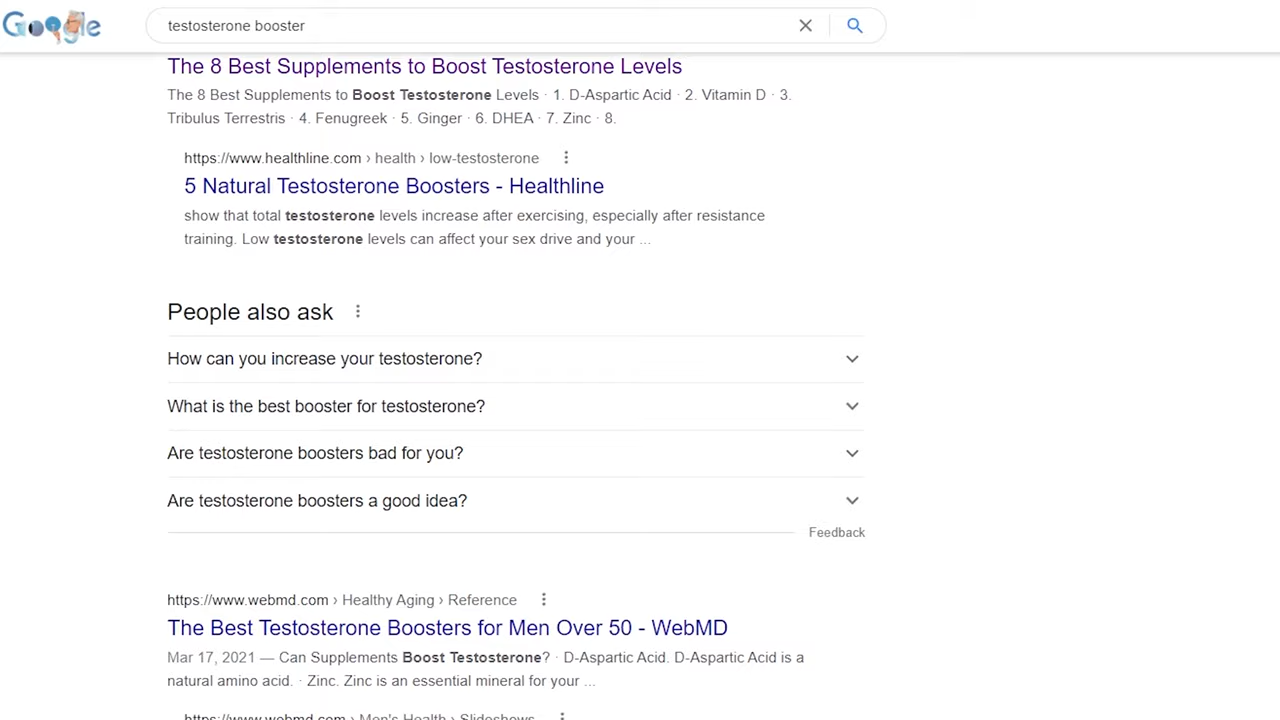 Google
testosterone booster
The 8 Best Supplements to Boost Testosterone Levels
The 8 Best Supplements to Boost Testosterone Levels · 1. D-Aspartic Acid · 2. Vitamin D · 3.
Tribulus Terrestris · 4. Fenugreek · 5. Ginger · 6. DHEA · 7. Zinc · 8.
https://www.healthline.com › health › low-testosterone
5 Natural Testosterone Boosters - Healthline
show that total testosterone levels increase after exercising, especially after resistance
training. Low testosterone levels can affect your sex drive and your ...
People also ask
How can you increase your testosterone?
What is the best booster for testosterone?
Are testosterone boosters bad for you?
Are testosterone boosters a good idea?
Feedback
https://www.webmd.com › Healthy Aging › Reference
The Best Testosterone Boosters for Men Over 50 - WebMD
Mar 17, 2021 — Can Supplements Boost Testosterone? · D-Aspartic Acid. D-Aspartic Acid is a
natural amino acid. · Zinc. Zinc is an essential mineral for your ...
https://www.webmd.com › Men's Health › Slideshows